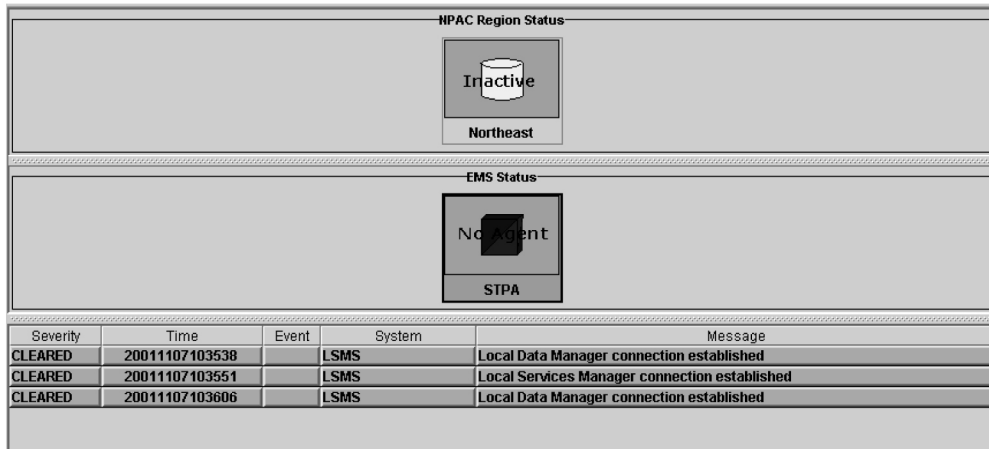 NPAC Region Status
Inactive
Northeast
EMS Status
No Agent
STPA
Severity Time Event System Message
CLEARED 20011107103538 LSMS Local Data Manager connection established
CLEARED 20011107103551 LSMS Local Services Manager connection established
CLEARED 20011107103606 LSMS Local Data Manager connection established